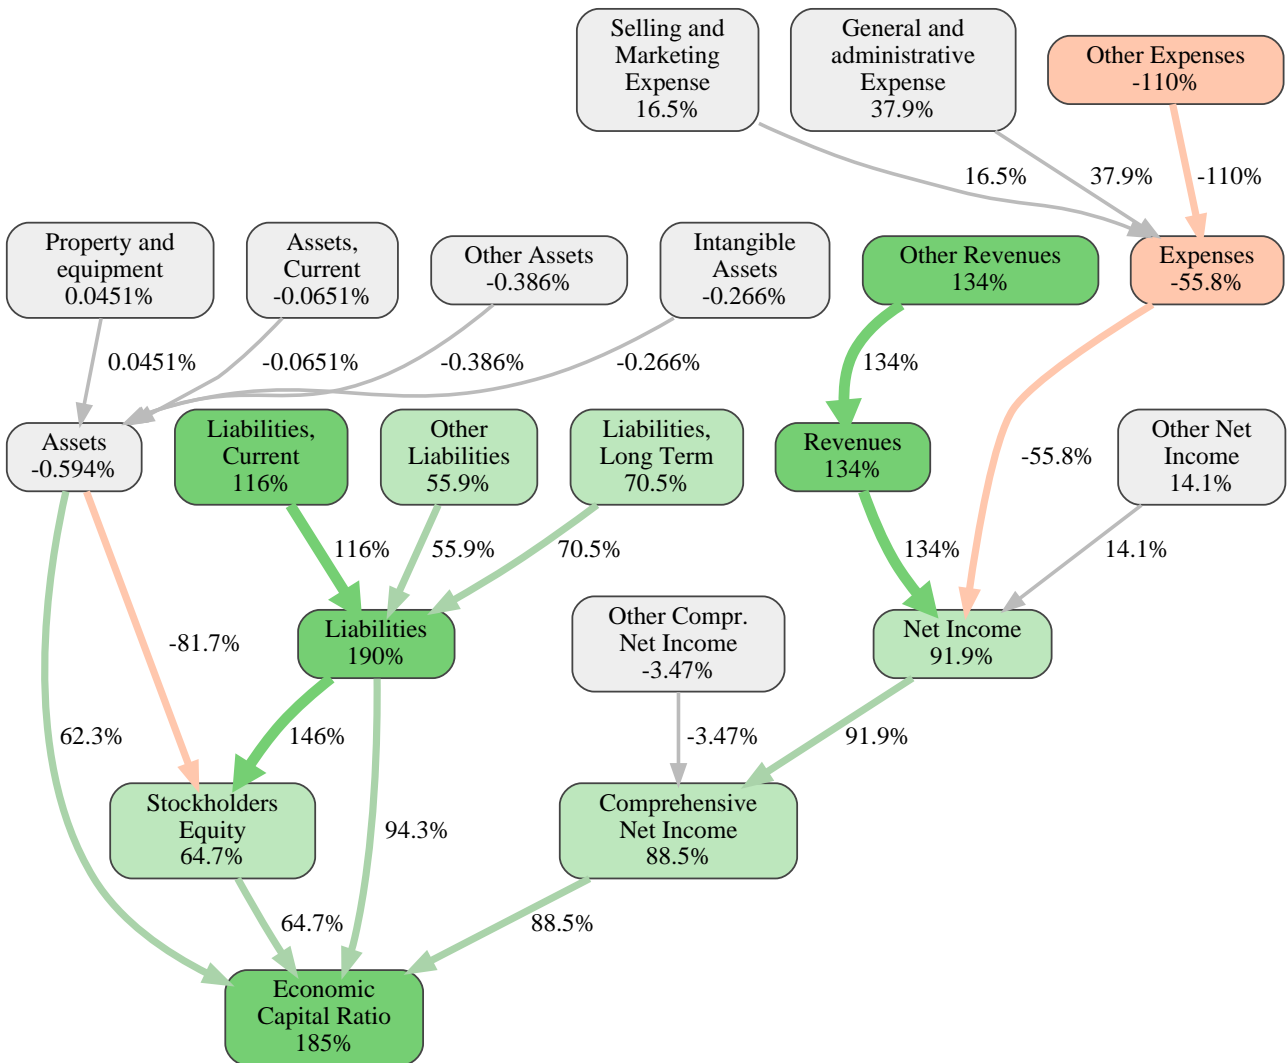 Selling and
Marketing
Expense
16.5%
General and
administrative
Expense
37.9%
Other Expenses
-110%
16.5%
37.9%
-110%
Property and
equipment
0.0451%
Assets,
Current
-0.0651%
Other Assets
-0.386%
Intangible
Assets
-0.266%
Other Revenues
134%
Expenses
-55.8%
0.0451%
-0.0651%
-0.386%
-0.266%
134%
Assets
-0.594%
Liabilities,
Current
116%
Other
Liabilities
55.9%
Liabilities,
Long Term
70.5%
Revenues
134%
-55.8%
Other Net
Income
14.1%
116%
55.9%
70.5%
134%
14.1%
Liabilities
190%
Other Compr.
Net Income
-3.47%
Net Income
91.9%
-81.7%
62.3%
146%
-3.47%
91.9%
Stockholders
Equity
64.7%
94.3%
Comprehensive
Net Income
88.5%
64.7%
88.5%
Economic
Capital Ratio
185%